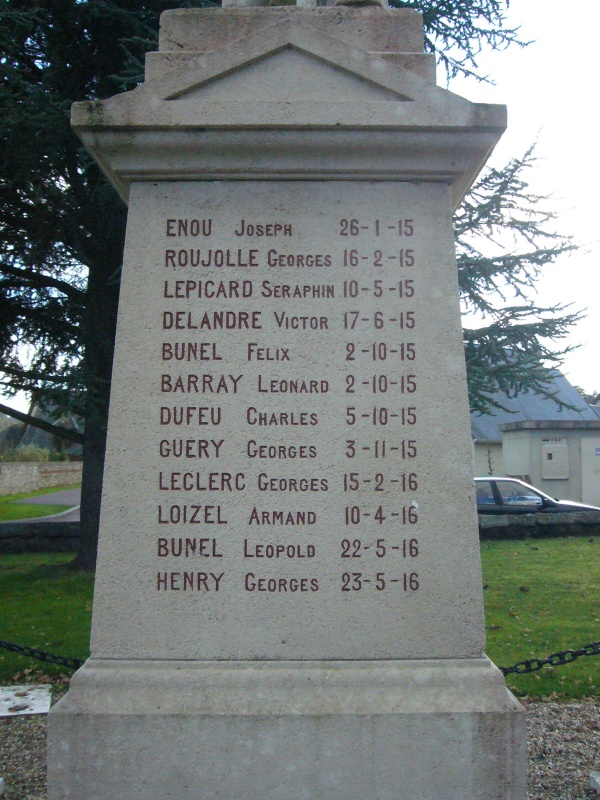 ENOU JOSEPH 26-1-15
ROUJOLLE GEORGES 16-2-15
LEPICARD SERAPHIN 10-5-15
DELANDRE VICTOR 17-6-15
BUNEL FELIX 2-10-15
BARRAY LEONARD 2-10-15
DUFEU CHARLES 5-10-15
GUERY GEORGES 3-11-15
LECLERC GEORGES 15-2-16
LOIZEL ARMAND 10-4-16
BUNEL LEOPOLD 22-5-16
HENRY GEORGES 23-5-16